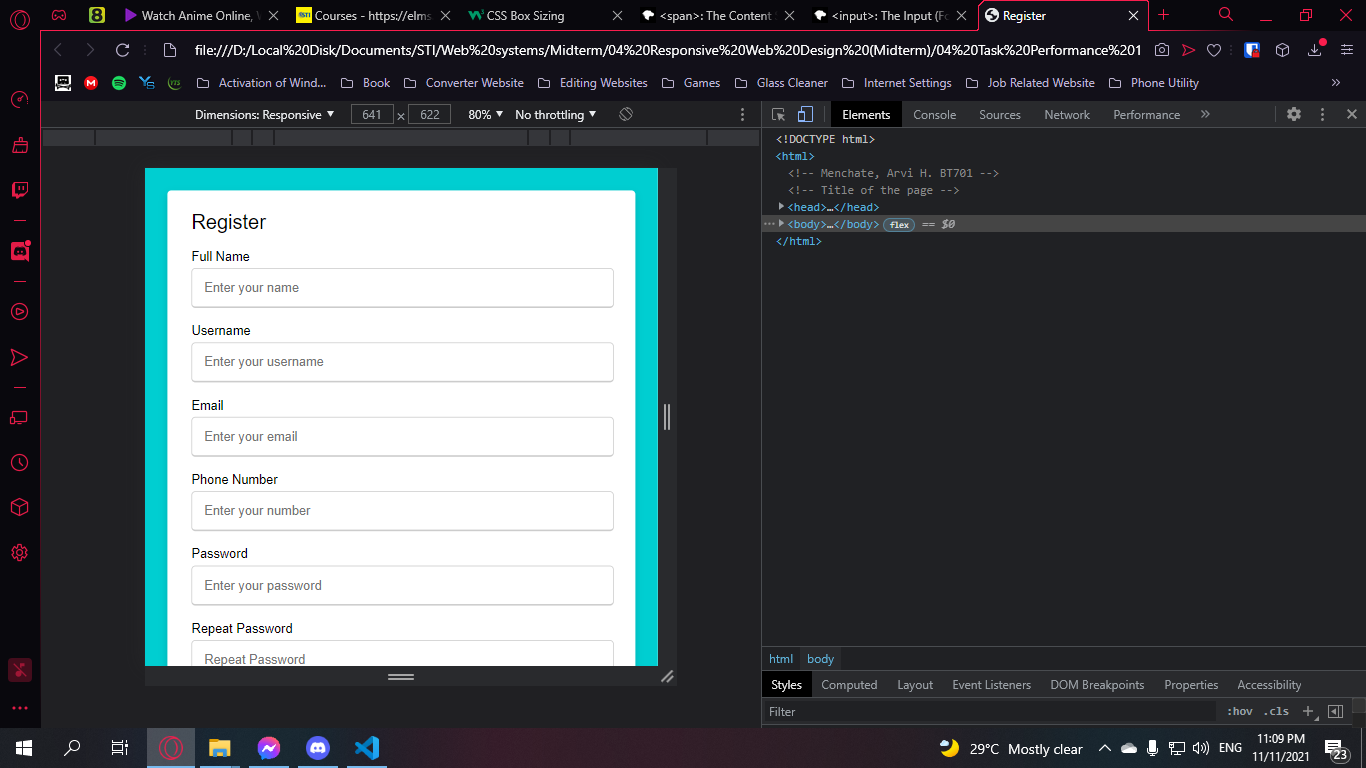 Watch Anime Online, 
Courses - https://elms
CSS Box Sizing
<span>: The Content
<input>: The Input (Fo
Register
file:///D:/Local%20Disk/Documents/STI/Web%20systems/Midterm/04%20Responsive%20Web%20Design%20(Midterm)/04%20Task%20Performance%201
Activation of Wind...
Book
Converter Website
Editing Websites
Games
Glass Cleaner
Internet Settings
Job Related Website
Phone Utility
»
Dimensions: Responsive
641
×
622
80%
No throttling
Elements
Console
Sources
Network
Performance
»
<!DOCTYPE html>
<html>
<!-- Menchate, Arvi H. BT701 -->
<!-- Title of the page -->
<head>…</head>
<body>…</body> flex == $0
</html>
Register
Full Name
Enter your name
Username
Enter your username
Email
Enter your email
Phone Number
Enter your number
Password
Enter your password
Repeat Password
Repeat Password
html body
Styles
Computed
Layout
Event Listeners
DOM Breakpoints
Properties
Accessibility
Filter
:hov .cls
29°C Mostly clear
ENG
11:09 PM
11/11/2021
23